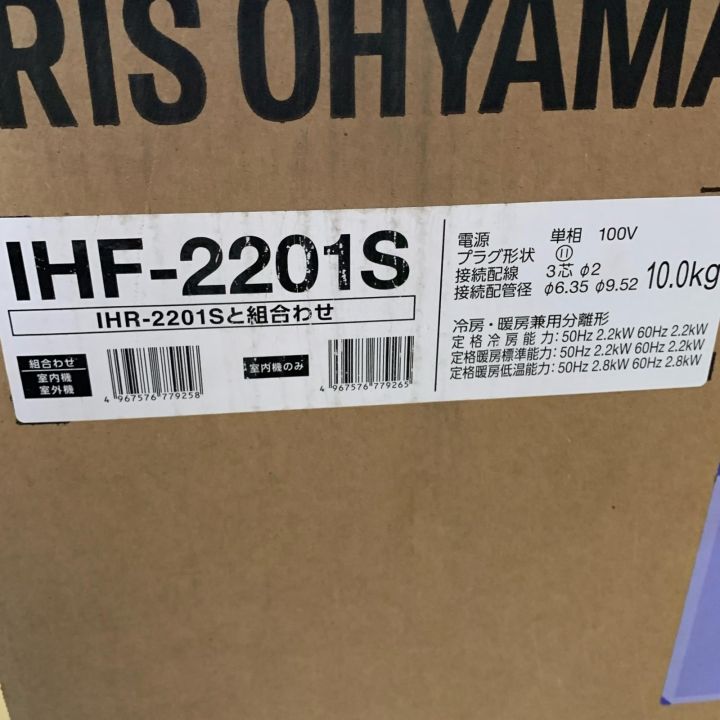 RIS OHYAMA
IHF-2201S
IHR-2201Sと組合わせ
組合わせ
室内機
室外機
4 967576 779258
室内機のみ
4 967576 779265
電源 単相 100V
プラグ形状
接続配線 3芯 φ2
接続配管径 φ6.35 φ9.52
10.0kg
冷房・暖房兼用分離形
定格冷房能力:50Hz 2.2kW 60Hz 2.2kW
定格暖房標準能力:50Hz 2.2kW 60Hz 2.2kW
定格暖房低温能力:50Hz 2.8kW 60Hz 2.8kW